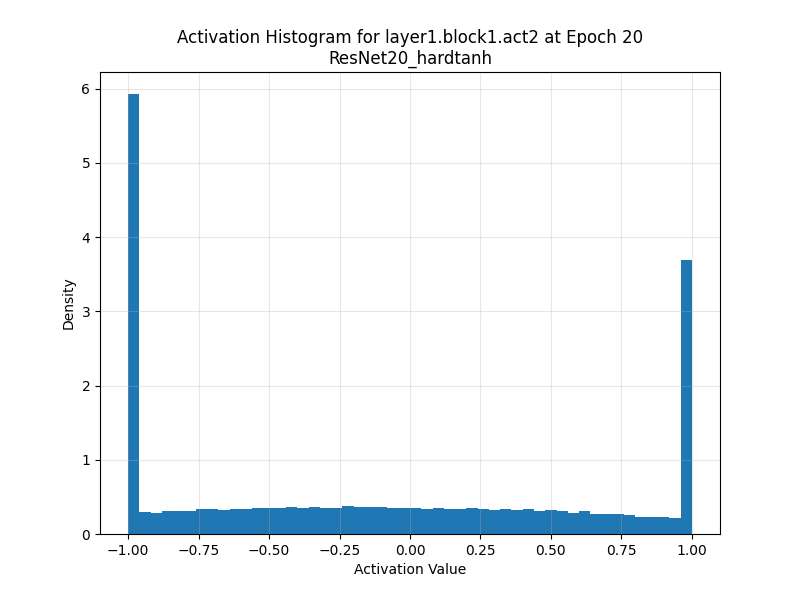 Activation Histogram for layer1.block1.act2 at Epoch 20
ResNet20_hardtanh
6
5
4
3
2
1
0
Density
−1.00 −0.75 −0.50 −0.25 0.00 0.25 0.50 0.75 1.00
Activation Value